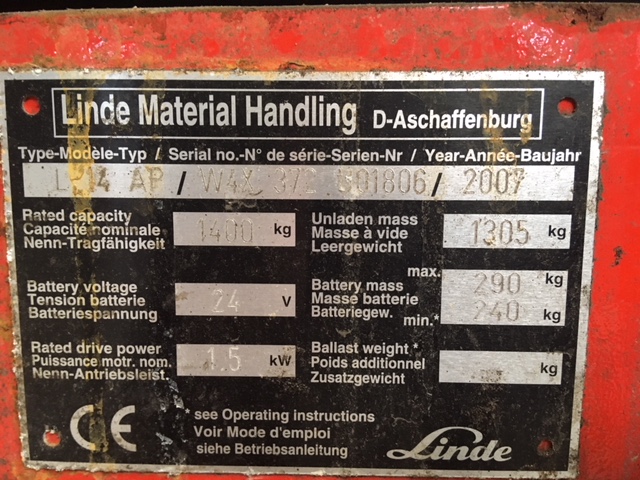 Linde Material Handling D-Aschaffenburg
Type-Modèle-Typ / Serial no.-N° de série-Serien-Nr / Year-Année-Baujahr
L 14 AP / W4X 372 / 2007
Rated capacity
Capacité nominale
Nenn-Tragfähigkeit
1400 kg
Unladen mass
Masse à vide
Leergewicht
1305 kg
Battery voltage
Tension batterie
Batteriespannung
24 V
max.
Battery mass
Masse batterie
Batteriegew.
min.*
290 kg
240 kg
Rated drive power
Puissance motr. nom.
Nenn-Antriebsleist.
1.5 kW
Ballast weight *
Poids additionnel
Zusatzgewicht
kg
CE
*see Operating instructions
Voir Mode d'emploi
siehe Betriebsanleitung
Linde